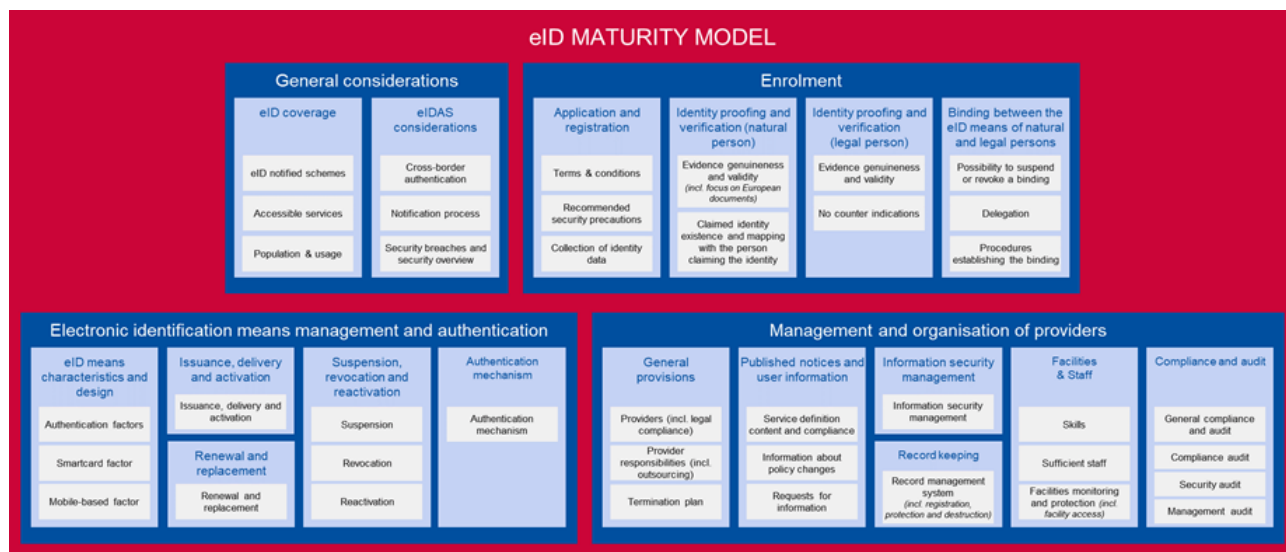 eID MATURITY MODEL
General considerations
eID coverage
eID notified schemes
Accessible services
Population & usage
eIDAS
considerations
Cross-border
authentication
Notification process
Security breaches and
security overview
Enrolment
Application and
registration
Terms & conditions
Recommended
security precautions
Collection of identity
data
Identity proofing and
verification (natural
person)
Evidence genuineness
and validity
(incl. focus on European
documents)
Claimed identity
existence and mapping
with the person
claiming the identity
Identity proofing and
verification
(legal person)
Evidence genuineness
and validity
No counter indications
Binding between the
eID means of natural
and legal persons
Possibility to suspend
or revoke a binding
Delegation
Procedures
establishing the binding
Electronic identification means management and authentication
eID means
characteristics and
design
Authentication factors
Smartcard factor
Mobile-based factor
Issuance, delivery
and activation
Issuance, delivery and
activation
Renewal and
replacement
Renewal and
replacement
Suspension,
revocation and
reactivation
Suspension
Revocation
Reactivation
Authentication
mechanism
Authentication
mechanism
Management and organisation of providers
General
provisions
Providers (incl. legal
compliance)
Provider
responsibilities (incl.
outsourcing)
Termination plan
Published notices and
user information
Service definition
content and compliance
Information about
policy changes
Requests for
information
Information security
management
Information security
management
Record keeping
Record management
system
(incl. registration,
protection and destruction)
Facilities
& Staff
Skills
Sufficient staff
Facilities monitoring
and protection (incl.
facility access)
Compliance and audit
General compliance
and audit
Compliance audit
Security audit
Management audit